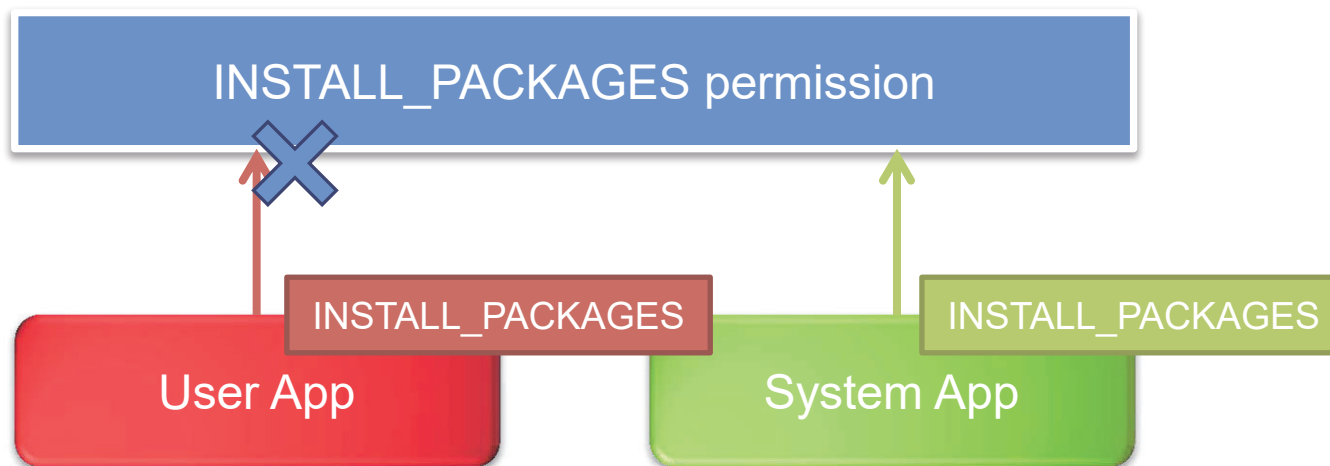 INSTALL_PACKAGES permission
INSTALL_PACKAGES
INSTALL_PACKAGES
User App
System App